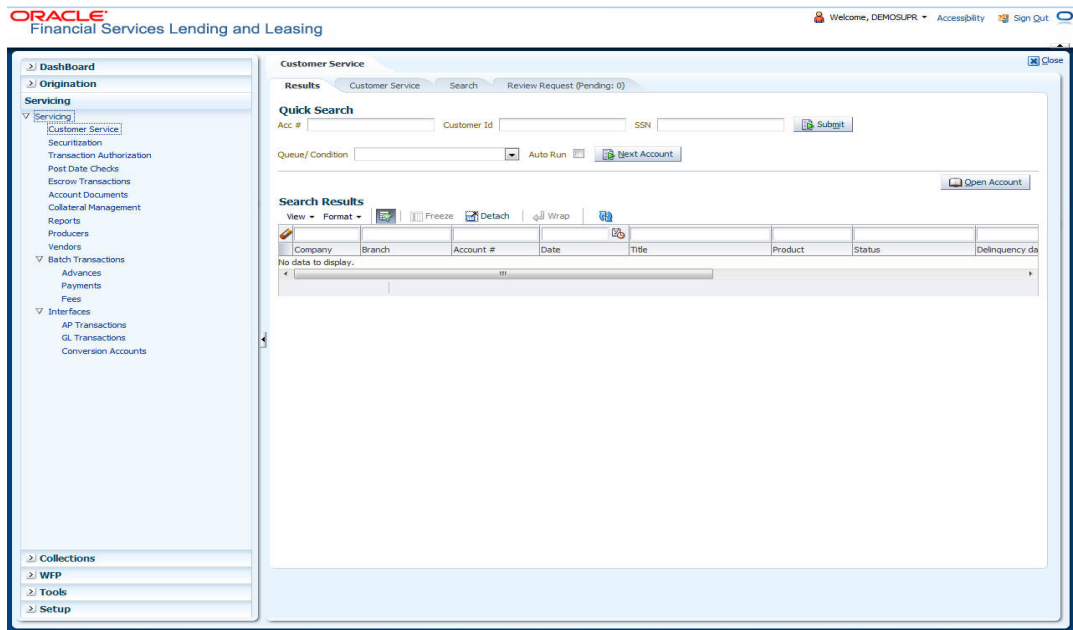 ORACLE
Financial Services Lending and Leasing
Welcome, DEMOSUPR Accessibility Sign Out
Close
DashBoard
Origination
Servicing
Servicing
Customer Service
Securitization
Transaction Authorization
Post Date Checks
Escrow Transactions
Account Documents
Collateral Management
Reports
Producers
Vendors
Batch Transactions
Advances
Payments
Fees
Interfaces
AP Transactions
GL Transactions
Conversion Accounts
Collections
WFP
Tools
Setup
Customer Service
Results Customer Service Search Review Request (Pending: 0)
Quick Search
Acc # Customer Id SSN Submit
Queue/ Condition Auto Run Next Account
Open Account
Search Results
View Format Freeze Detach Wrap
Company Branch Account # Date Title Product Status Delinquency da
No data to display.